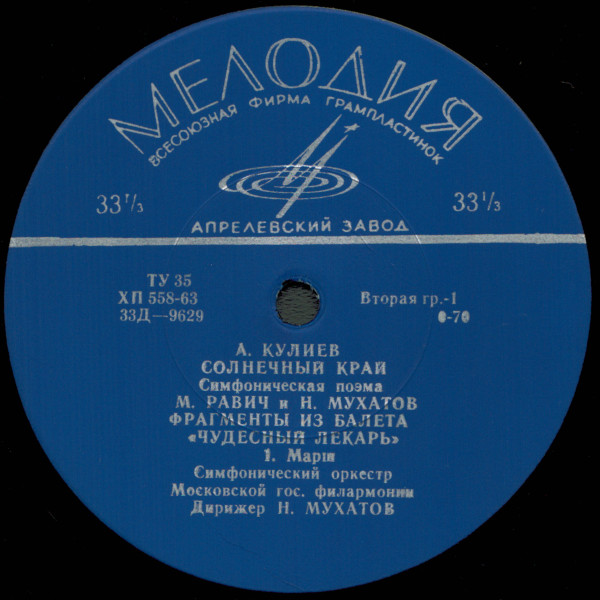 МЕЛОДИЯ
ВСЕСОЮЗНАЯ ФИРМА ГРАМПЛАСТИНОК
33 1/3
33 1/3
АПРЕЛЕВСКИЙ ЗАВОД
ТУ 35
ХП 558-63
33Д—9629
Вторая гр.-1
0-70
А. КУЛИЕВ
СОЛНЕЧНЫЙ КРАЙ
Симфоническая поэма
М. РАВИЧ и Н. МУХАТОВ
ФРАГМЕНТЫ ИЗ БАЛЕТА
«ЧУДЕСНЫЙ ЛЕКАРЬ»
1. Марш
Симфонический оркестр
Московской гос. филармонии
Дирижер Н. МУХАТОВ